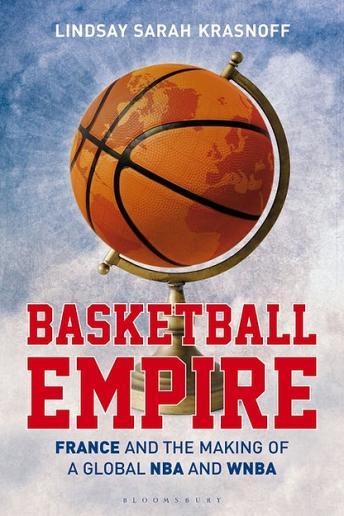 LINDSAY SARAH KRASNOFF
BASKETBALL
EMPIRE
FRANCE AND THE MAKING OF
A GLOBAL NBA AND WNBA
BLOOMSBURY